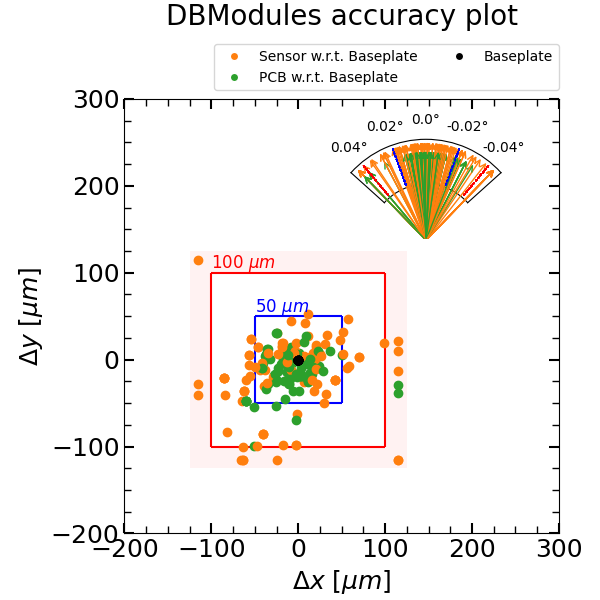 DBModules accuracy plot
Sensor w.r.t. Baseplate
Baseplate
PCB w.r.t. Baseplate
300
200
100
0
−100
−200
Δy [μm]
0.04°
0.02°
0.0°
-0.02°
-0.04°
100 μm
50 μm
−200
−100
0
100
200
300
Δx [μm]